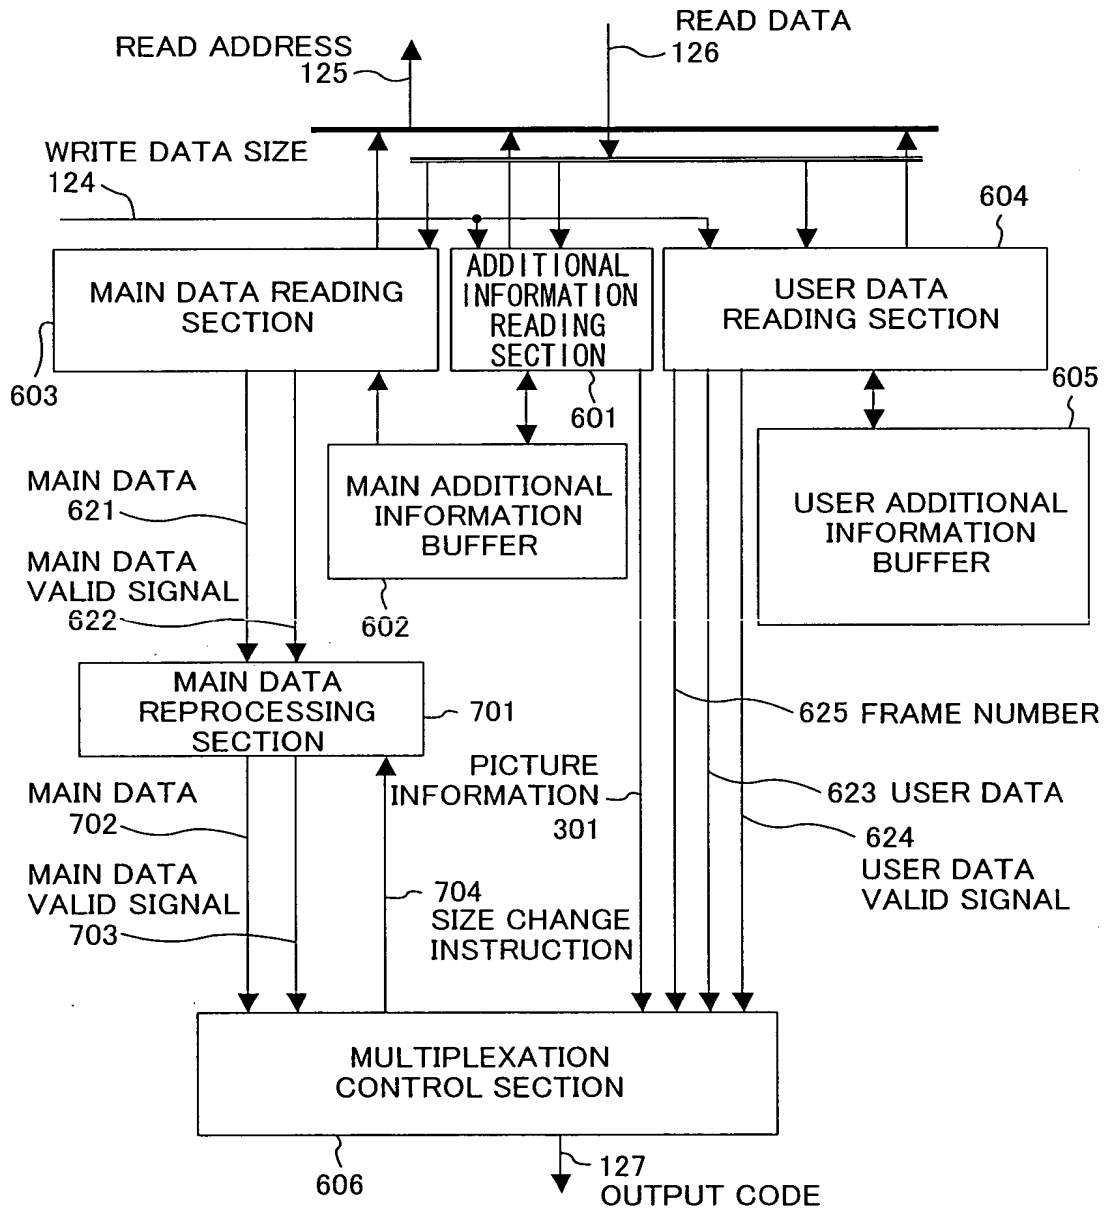 READ DATA
126
READ ADDRESS
125
WRITE DATA SIZE
124
604
MAIN DATA READING
SECTION
ADDITIONAL
INFORMATION
READING
SECTION
USER DATA
READING SECTION
603
601
605
MAIN ADDITIONAL
INFORMATION
BUFFER
602
USER ADDITIONAL
INFORMATION
BUFFER
MAIN DATA
621
MAIN DATA
VALID SIGNAL
622
MAIN DATA
REPROCESSING
SECTION
701
625 FRAME NUMBER
PICTURE
INFORMATION
301
623 USER DATA
624
USER DATA
VALID SIGNAL
MAIN DATA
702
MAIN DATA
VALID SIGNAL
703
704
SIZE CHANGE
INSTRUCTION
MULTIPLEXATION
CONTROL SECTION
606
127
OUTPUT CODE